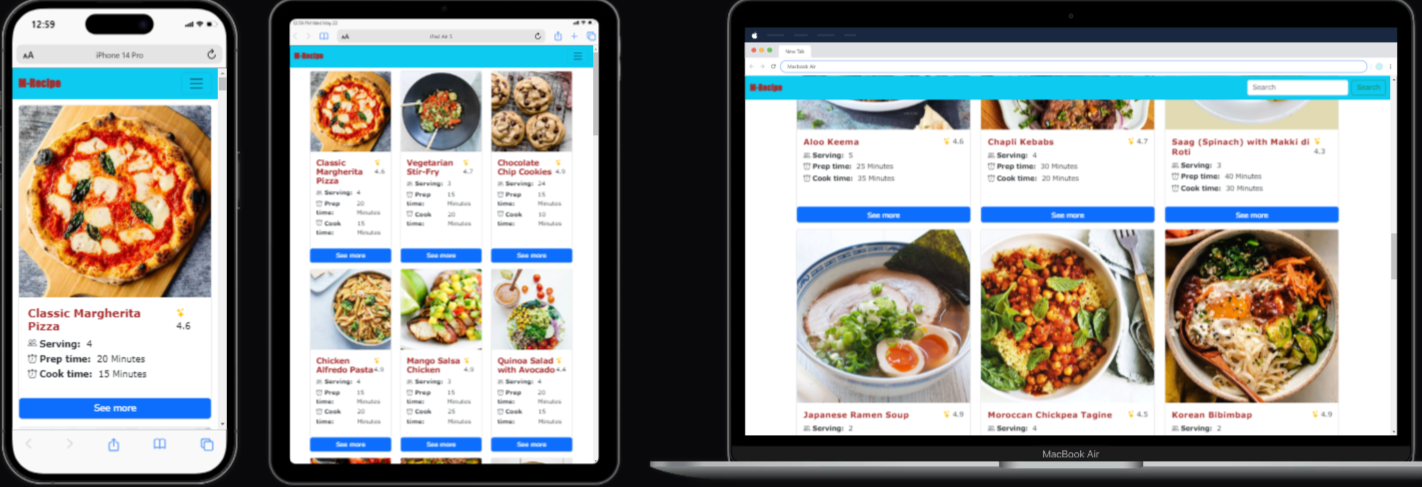 12:59
AA iPhone 14 Pro
M-Recipe
Classic Margherita
Pizza
4.6
Serving: 4
Prep time: 20 Minutes
Cook time: 15 Minutes
See more
AA iPad Air 5
M-Recipe
Classic
Margherita
Pizza
4.6
Serving: 4
Prep 20
time: Minutes
Cook 15
time: Minutes
See more
Vegetarian
Stir-Fry
4.7
Serving: 3
Prep 15
time: Minutes
Cook 20
time: Minutes
See more
Chocolate
Chip Cookies 4.9
Serving: 24
Prep 15
time: Minutes
Cook 10
time: Minutes
See more
Chicken
Alfredo Pasta 4.9
Serving: 4
Prep 15
time: Minutes
Cook 20
time: Minutes
See more
Mango Salsa
Chicken 4.9
Serving: 3
Prep 15
time: Minutes
Cook 25
time: Minutes
See more
Quinoa Salad
with Avocado 4.4
Serving: 4
Prep 20
time: Minutes
Cook 15
time: Minutes
See more
New Tab
Macbook Air
M-Recipe
Search Search
Aloo Keema 4.6
Serving: 5
Prep time: 25 Minutes
Cook time: 35 Minutes
See more
Chapli Kebabs 4.7
Serving: 4
Prep time: 30 Minutes
Cook time: 20 Minutes
See more
Saag (Spinach) with Makki di
Roti 4.3
Serving: 3
Prep time: 40 Minutes
Cook time: 30 Minutes
See more
Japanese Ramen Soup 4.9
Serving: 2
Moroccan Chickpea Tagine 4.5
Serving: 4
Korean Bibimbap 4.9
Serving: 2
MacBook Air